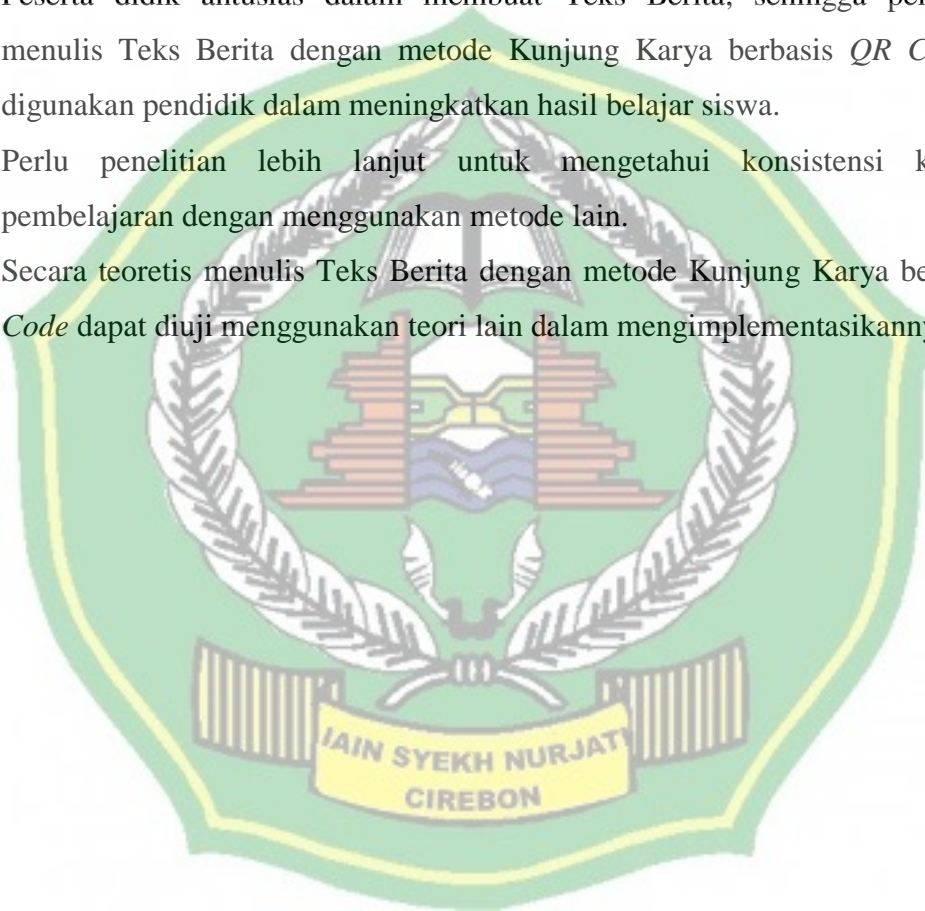 Peserta didik antusias dalam membuat Teks Berita, sehingga
menulis Teks Berita dengan metode Kunjung Karya berbasis QR
digunakan pendidik dalam meningkatkan hasil belajar siswa.
Perlu penelitian lebih lanjut untuk mengetahui konsistensi
pembelajaran dengan menggunakan metode lain.
Secara teoretis menulis Teks Berita dengan metode Kunjung Karya
Code dapat diuji menggunakan teori lain dalam
IAIN SYEKH NURJATI
CIREBON